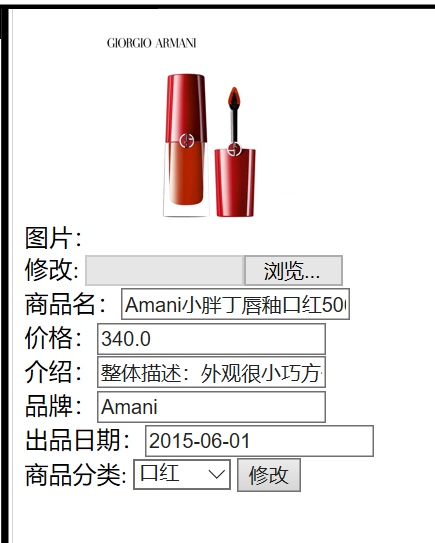 GIORGIO ARMANI
图片：
修改: 浏览...
商品名： Amani小胖丁唇釉口红50
价格： 340.0
介绍： 整体描述：外观很小巧方
品牌： Amani
出品日期： 2015-06-01
商品分类: 口红 修改